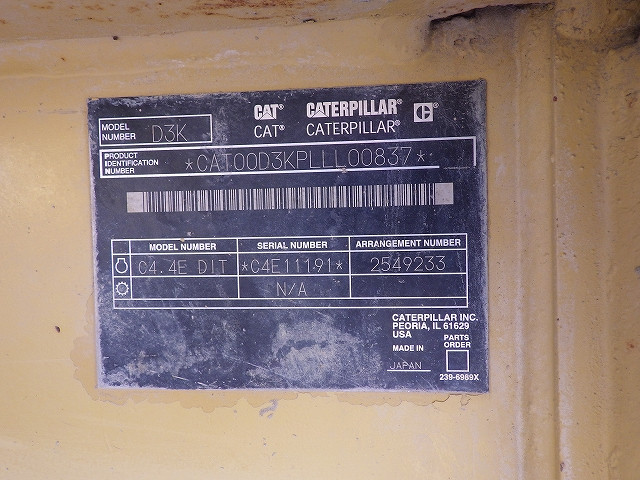 CAT® CATERPILLAR® C®
CAT® CATERPILLAR®
MODEL NUMBER D3K
PRODUCT IDENTIFICATION NUMBER *CAT00D3KPLLL00837*
MODEL NUMBER SERIAL NUMBER ARRANGEMENT NUMBER
C4.4E DIT *C4E11191* 2549233
N/A
CATERPILLAR INC.
PEORIA, IL 61629
USA
PARTS ORDER
MADE IN
JAPAN
239-6989X